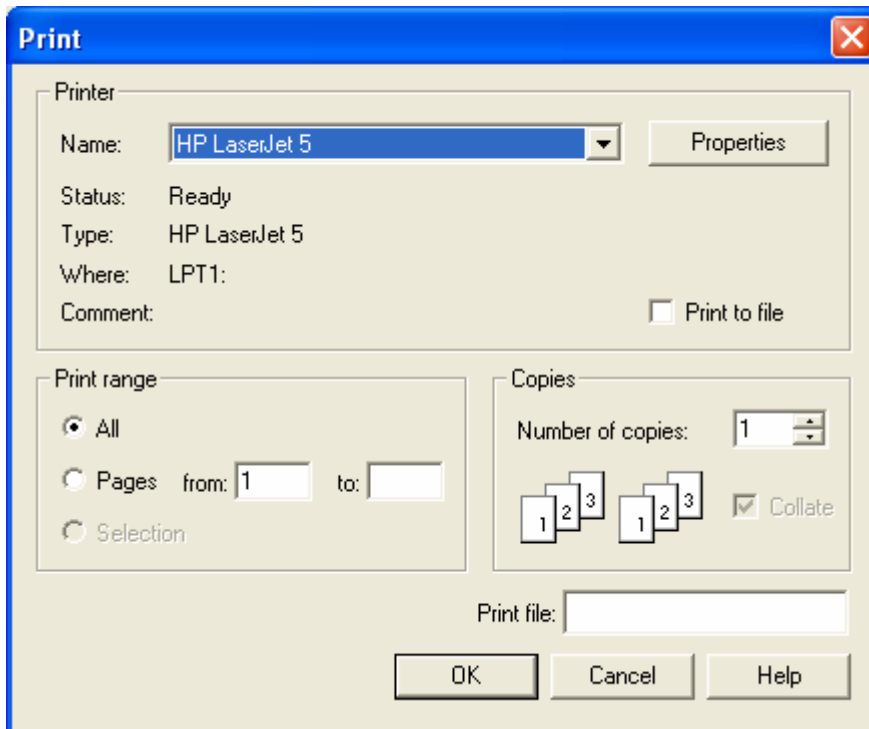 Print
Printer
Name: HP LaserJet 5 Properties
Status: Ready
Type: HP LaserJet 5
Where: LPT1:
Comment: Print to file
Print range
All
Pages from: 1 to:
Selection
Copies
Number of copies: 1
1 2 3 1 2 3 Collate
Print file:
OK Cancel Help